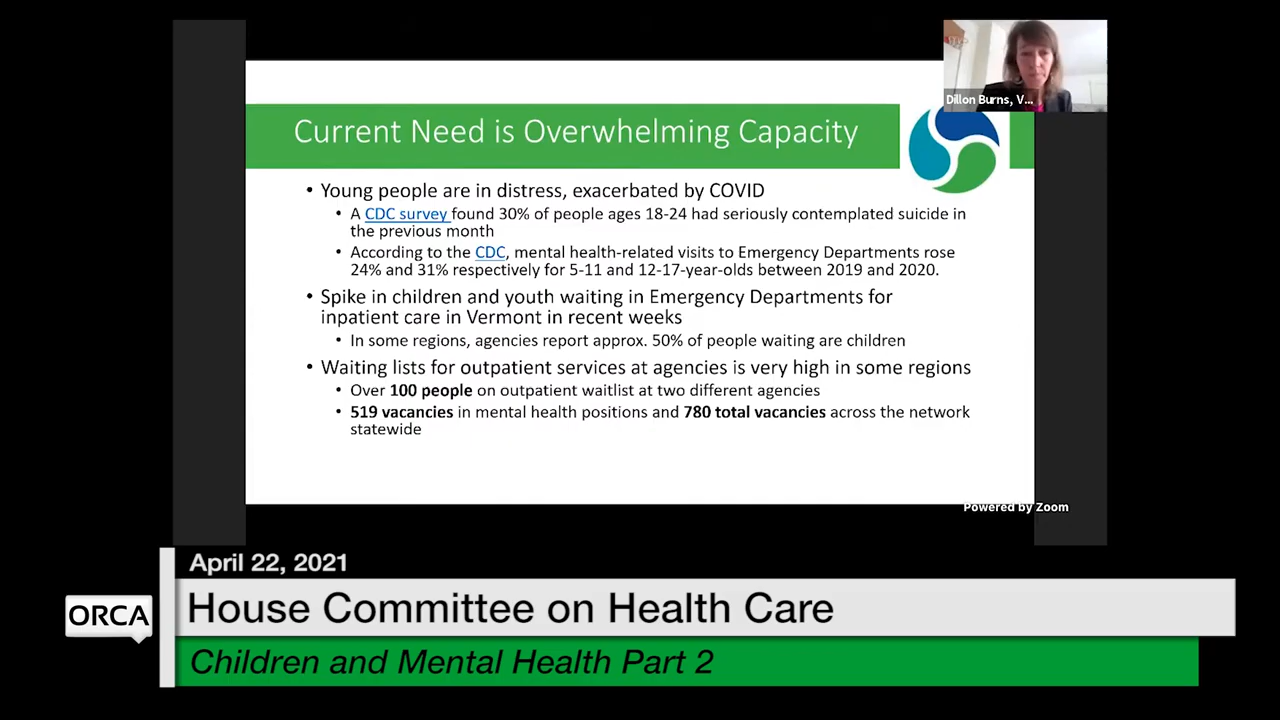 Dillon Burns, V...
Current Need is Overwhelming Capacity
• Young people are in distress, exacerbated by COVID
• A CDC survey found 30% of people ages 18-24 had seriously contemplated suicide in
the previous month
• According to the CDC, mental health-related visits to Emergency Departments rose
24% and 31% respectively for 5-11 and 12-17-year-olds between 2019 and 2020.
• Spike in children and youth waiting in Emergency Departments for
inpatient care in Vermont in recent weeks
• In some regions, agencies report approx. 50% of people waiting are children
• Waiting lists for outpatient services at agencies is very high in some regions
• Over 100 people on outpatient waitlist at two different agencies
• 519 vacancies in mental health positions and 780 total vacancies across the network
statewide
Powered by Zoom
April 22, 2021
ORCA
House Committee on Health Care
Children and Mental Health Part 2